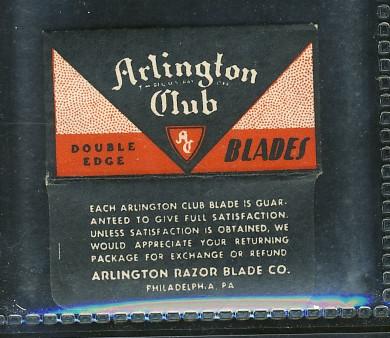 Arlington
Club
AC
DOUBLE
EDGE
BLADES
EACH ARLINGTON CLUB BLADE IS GUAR-
ANTEED TO GIVE FULL SATISFACTION.
UNLESS SATISFACTION IS OBTAINED, WE
WOULD APPRECIATE YOUR RETURNING
PACKAGE FOR EXCHANGE OR REFUND
ARLINGTON RAZOR BLADE CO.
PHILADELPH.A, PA